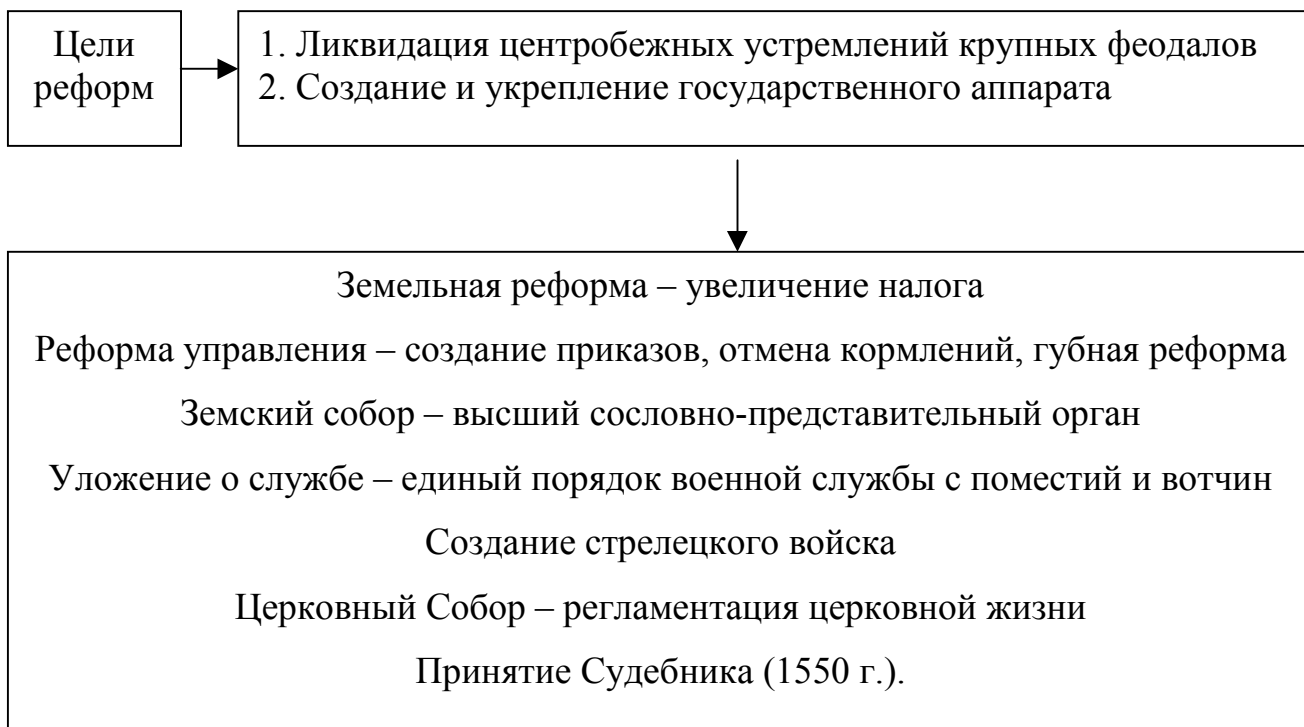 Цели
реформ
1. Ликвидация центробежных устремлений крупных феодалов
2. Создание и укрепление государственного аппарата
Земельная реформа – увеличение налога
Реформа управления – создание приказов, отмена кормлений, губная реформа
Земский собор – высший сословно-представительный орган
Уложение о службе – единый порядок военной службы с поместий и вотчин
Создание стрелецкого войска
Церковный Собор – регламентация церковной жизни
Принятие Судебника (1550 г.).